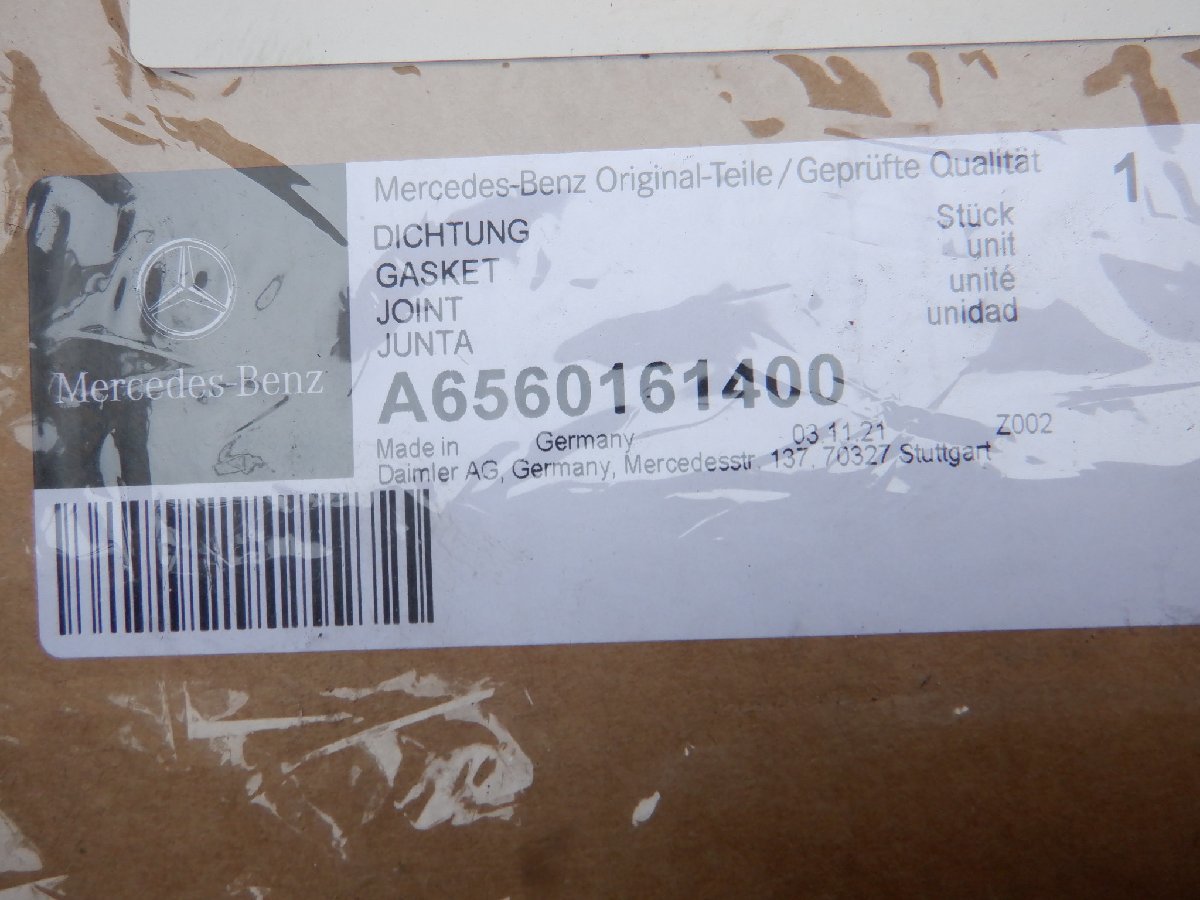 Mercedes-Benz Original-Teile/Geprüfte Qualität 1
DICHTUNG Stück
GASKET unit
JOINT unité
JUNTA unidad
Mercedes-Benz
A6560161400
Made in Germany 03.11.21 Z002
Daimler AG, Germany, Mercedesstr. 137, 70327 Stuttgart